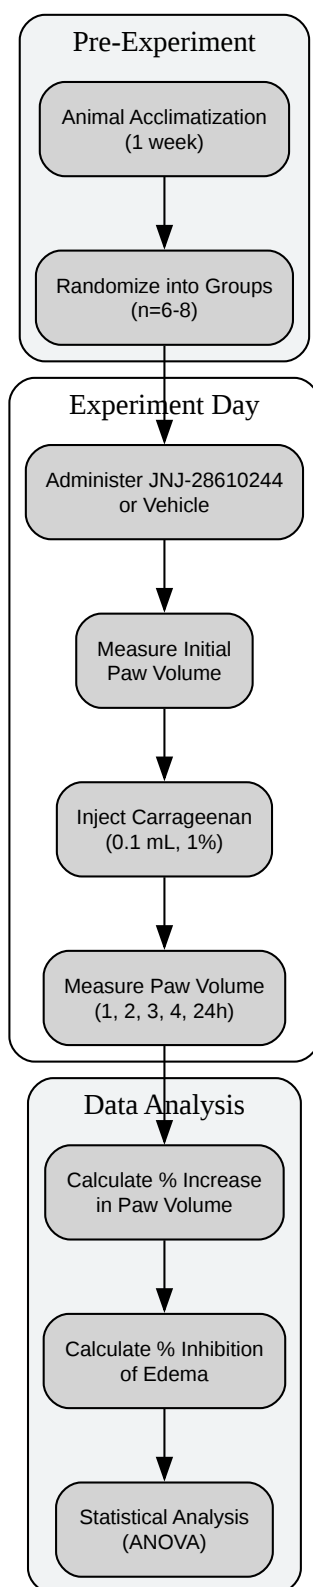 Pre-Experiment
Animal Acclimatization
(1 week)
Randomize into Groups
(n=6-8)
Experiment Day
Administer JNJ-28610244
or Vehicle
Measure Initial
Paw Volume
Inject Carrageenan
(0.1 mL, 1%)
Measure Paw Volume
(1, 2, 3, 4, 24h)
Data Analysis
Calculate % Increase
in Paw Volume
Calculate % Inhibition
of Edema
Statistical Analysis
(ANOVA)